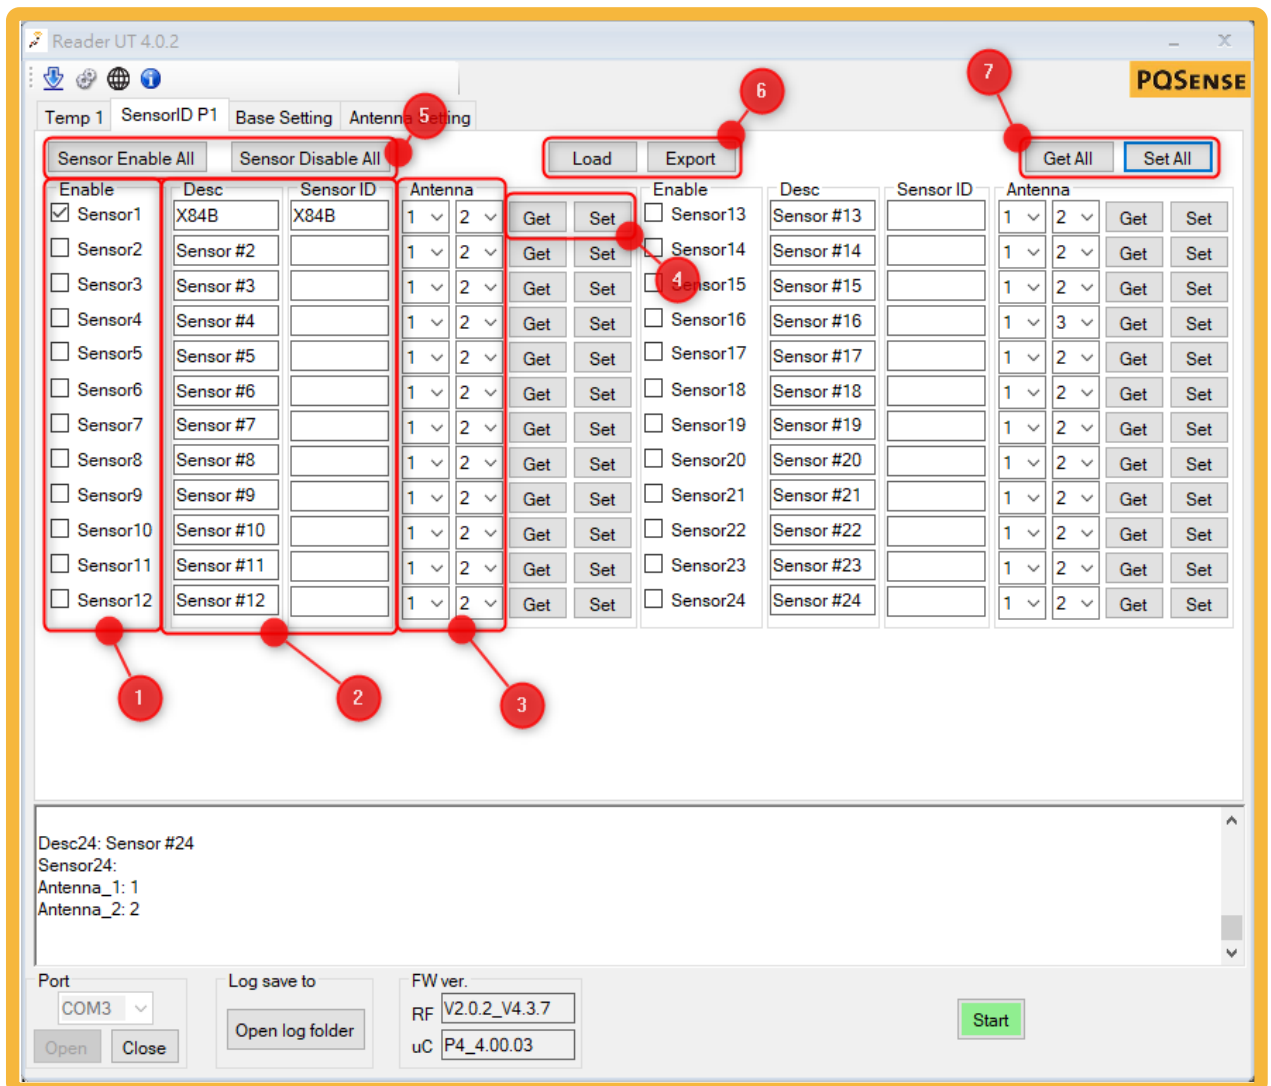 Reader UT 4.0.2
PQSENSE
Temp 1 SensorID P1 Base Setting Antenna Setting
5 6 7
Sensor Enable All Sensor Disable All Load Export Get All Set All
Enable Desc Sensor ID Antenna Enable Desc Sensor ID Antenna
Sensor1 X84B X84B 1 2 Get Set Sensor13 Sensor #13 1 2 Get Set
Sensor2 Sensor #2 1 2 Get Set Sensor14 Sensor #14 1 2 Get Set
4
Sensor3 Sensor #3 1 2 Get Set Sensor15 Sensor #15 1 2 Get Set
Sensor4 Sensor #4 1 2 Get Set Sensor16 Sensor #16 1 3 Get Set
Sensor5 Sensor #5 1 2 Get Set Sensor17 Sensor #17 1 2 Get Set
Sensor6 Sensor #6 1 2 Get Set Sensor18 Sensor #18 1 2 Get Set
Sensor7 Sensor #7 1 2 Get Set Sensor19 Sensor #19 1 2 Get Set
Sensor8 Sensor #8 1 2 Get Set Sensor20 Sensor #20 1 2 Get Set
Sensor9 Sensor #9 1 2 Get Set Sensor21 Sensor #21 1 2 Get Set
Sensor10 Sensor #10 1 2 Get Set Sensor22 Sensor #22 1 2 Get Set
Sensor11 Sensor #11 1 2 Get Set Sensor23 Sensor #23 1 2 Get Set
Sensor12 Sensor #12 1 2 Get Set Sensor24 Sensor #24 1 2 Get Set
1 2 3
Desc24: Sensor #24
Sensor24:
Antenna_1: 1
Antenna_2: 2
Port Log save to FW ver.
COM3 RF V2.0.2_V4.3.7
Open Close Open log folder uC P4_4.00.03 Start